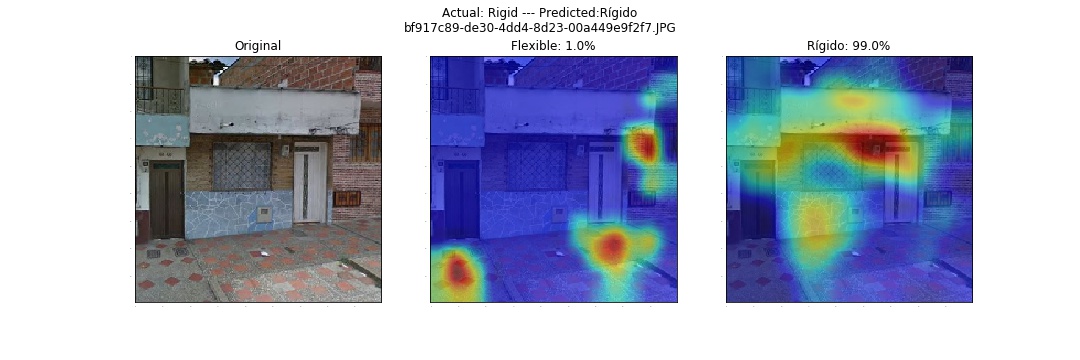 Actual: Rigid --- Predicted:Rígido
bf917c89-de30-4dd4-8d23-00a449e9f2f7.JPG
Original
Flexible: 1.0%
Rígido: 99.0%